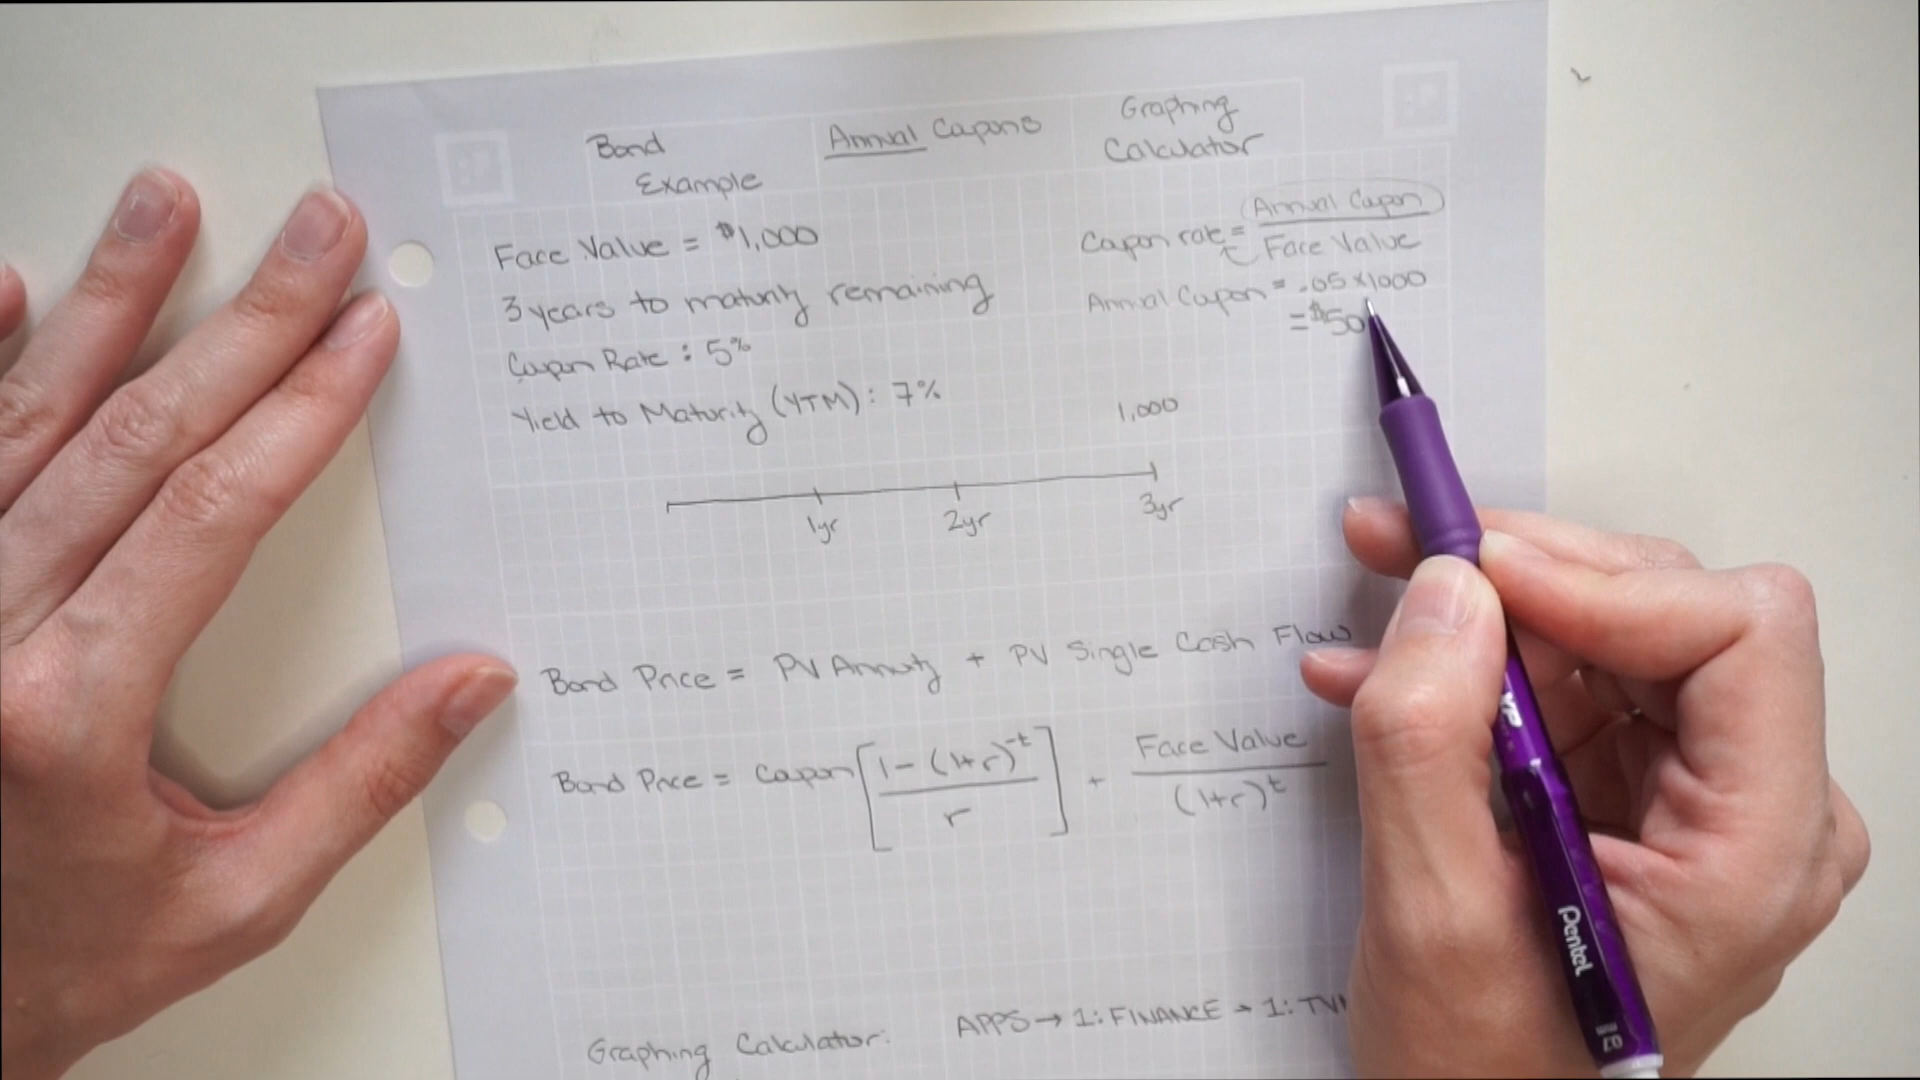 Bond
Example
Annual Coupons
Graphing
Calculator
Face Value = $1,000
3 years to maturity remaining
Coupon Rate : 5%
Yield to Maturity (YTM): 7%
Coupon rate = Annual Coupon / Face Value
Annual Coupon = .05 x 1000
= $50
1,000
1yr 2yr 3yr
Bond Price = PV Annuity + PV Single Cash Flow
Bond Price = Coupon [ 1 - (1+r)^-t / r ] + Face Value / (1+r)^t
Graphing Calculator: APPS → 1: FINANCE → 1: TV
Pentel
0.7
mm